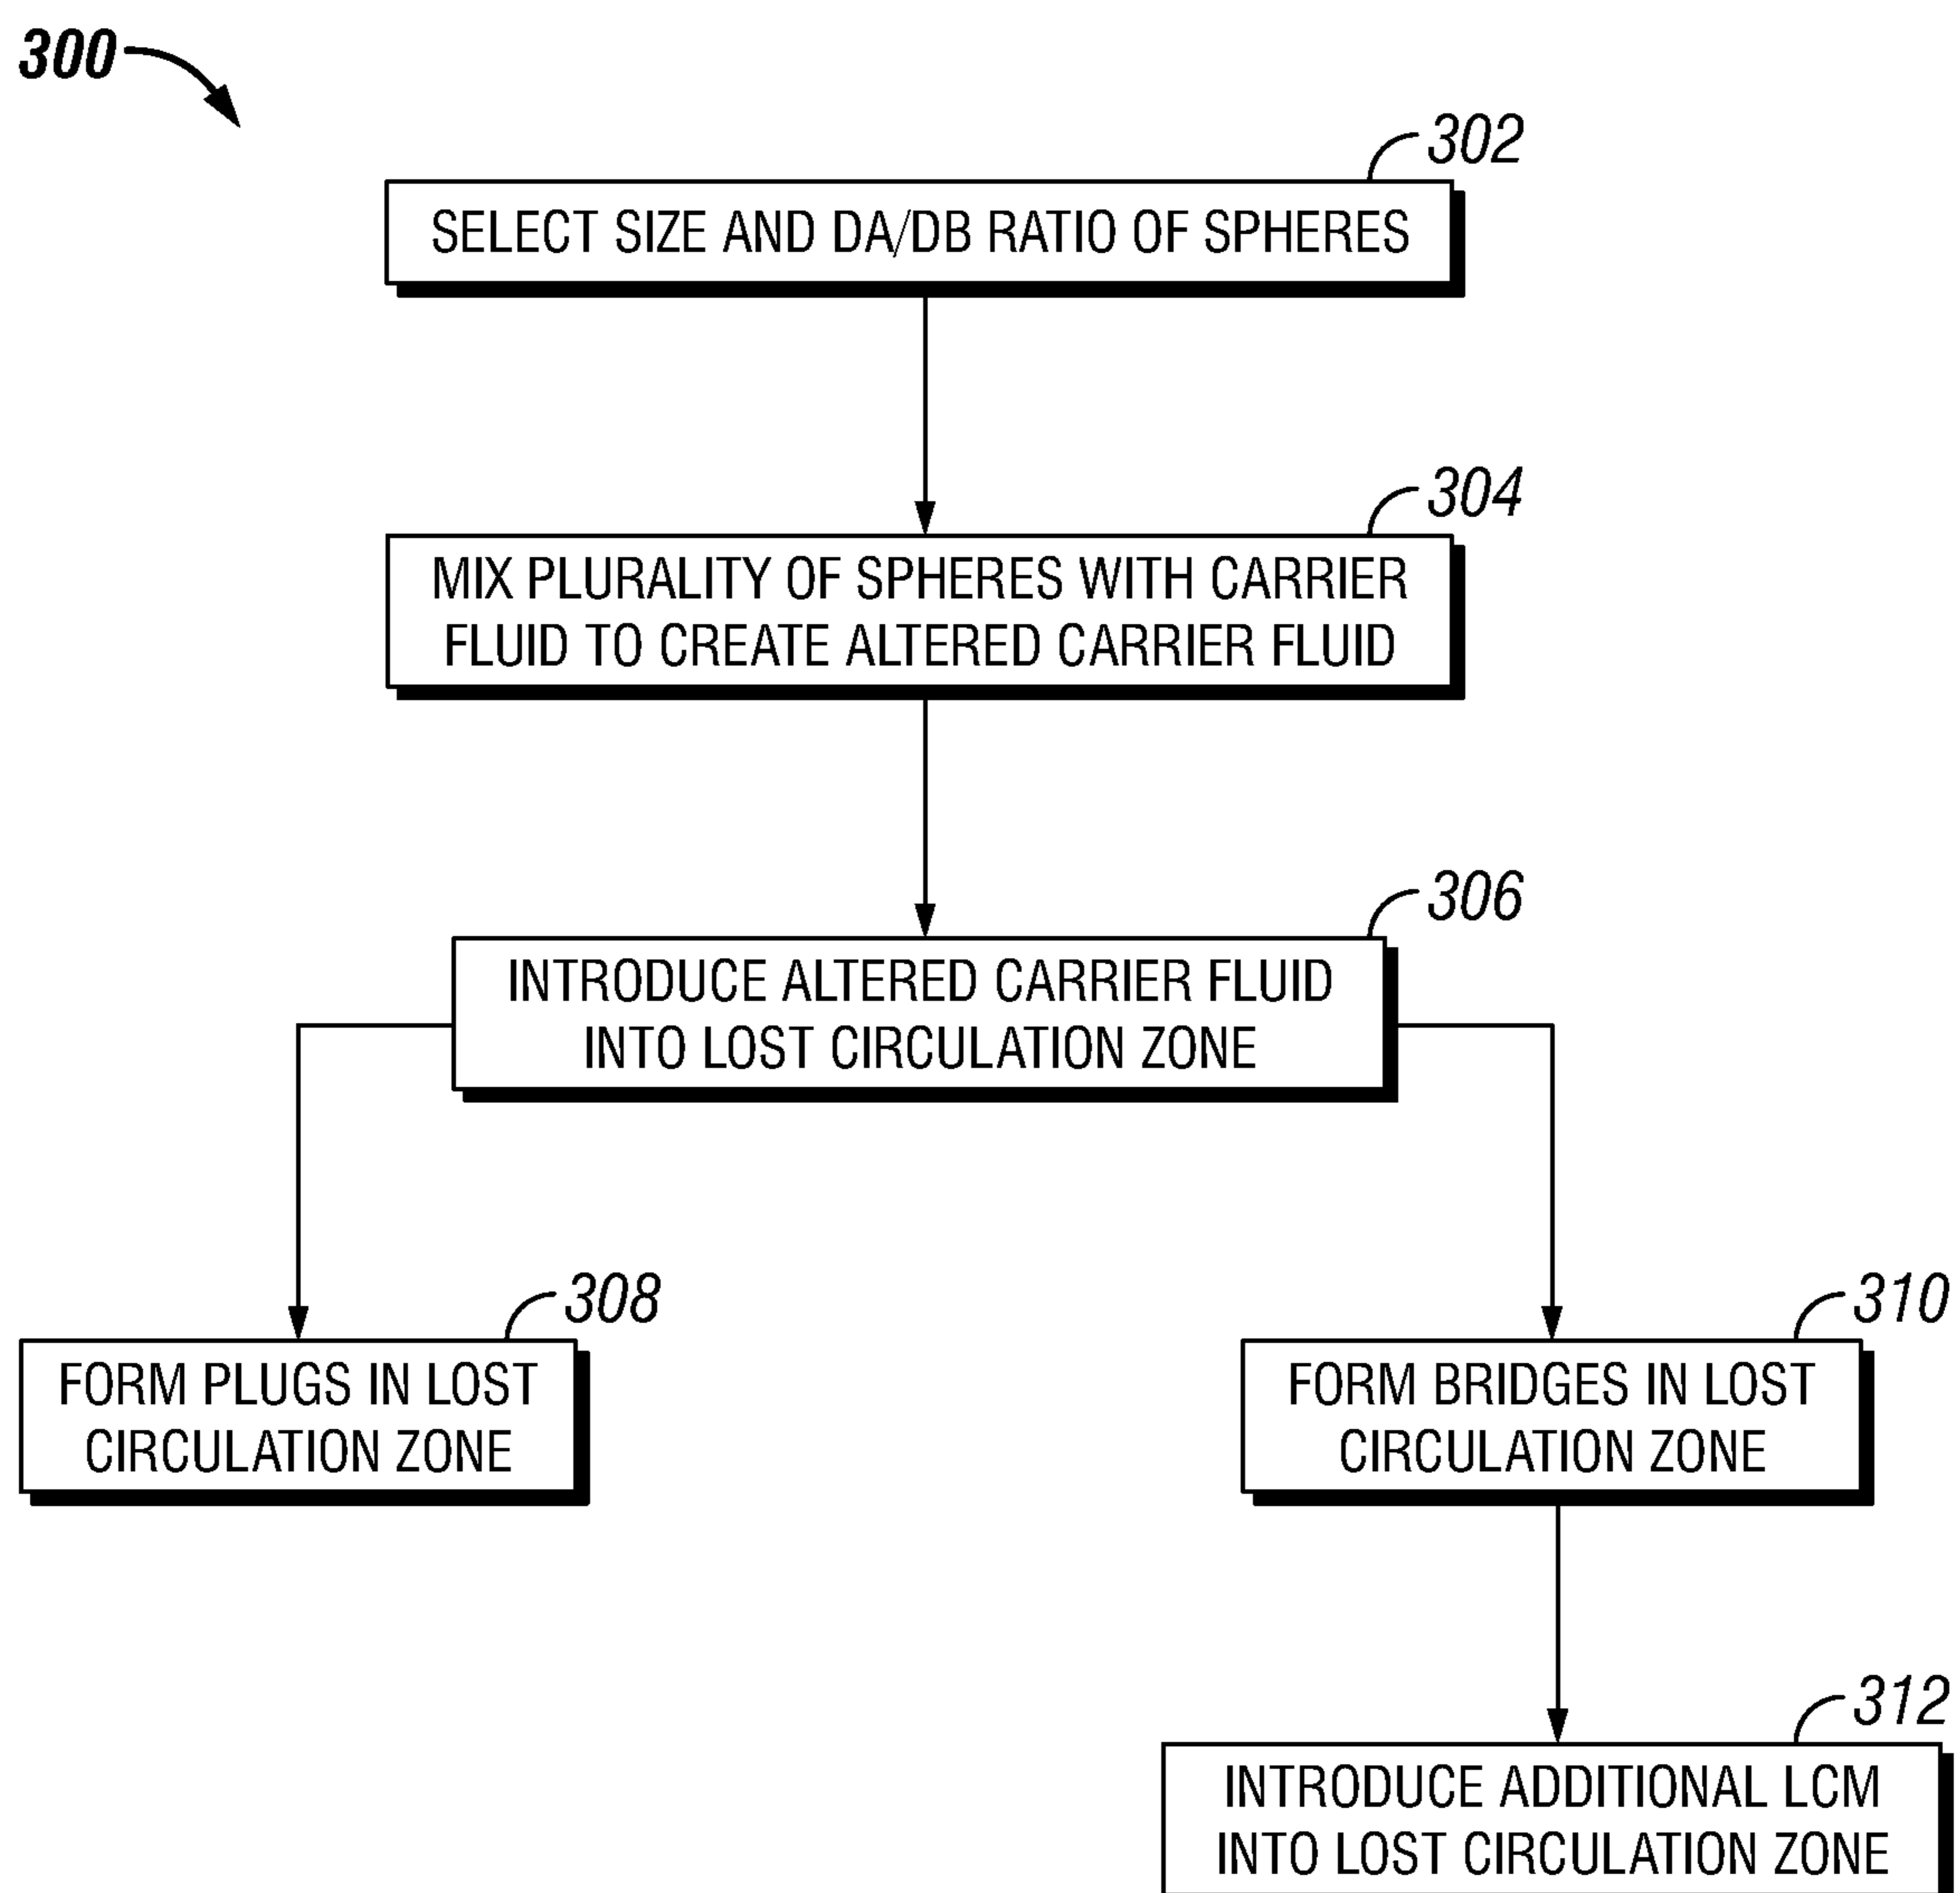 300
302
SELECT SIZE AND DA/DB RATIO OF SPHERES
304
MIX PLURALITY OF SPHERES WITH CARRIER
FLUID TO CREATE ALTERED CARRIER FLUID
306
INTRODUCE ALTERED CARRIER FLUID
INTO LOST CIRCULATION ZONE
308
FORM PLUGS IN LOST
CIRCULATION ZONE
310
FORM BRIDGES IN LOST
CIRCULATION ZONE
312
INTRODUCE ADDITIONAL LCM
INTO LOST CIRCULATION ZONE